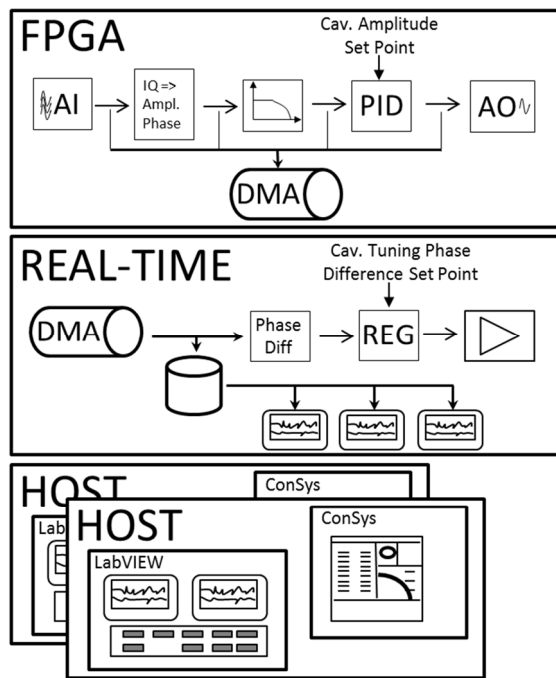 FPGA
Cav. Amplitude
Set Point
AI
IQ =>
Ampl.
Phase
PID
AO
DMA
REAL-TIME
Cav. Tuning Phase
Difference Set Point
DMA
Phase
Diff
REG
HOST
ConSys
Lab
HOST
ConSys
LabVIEW